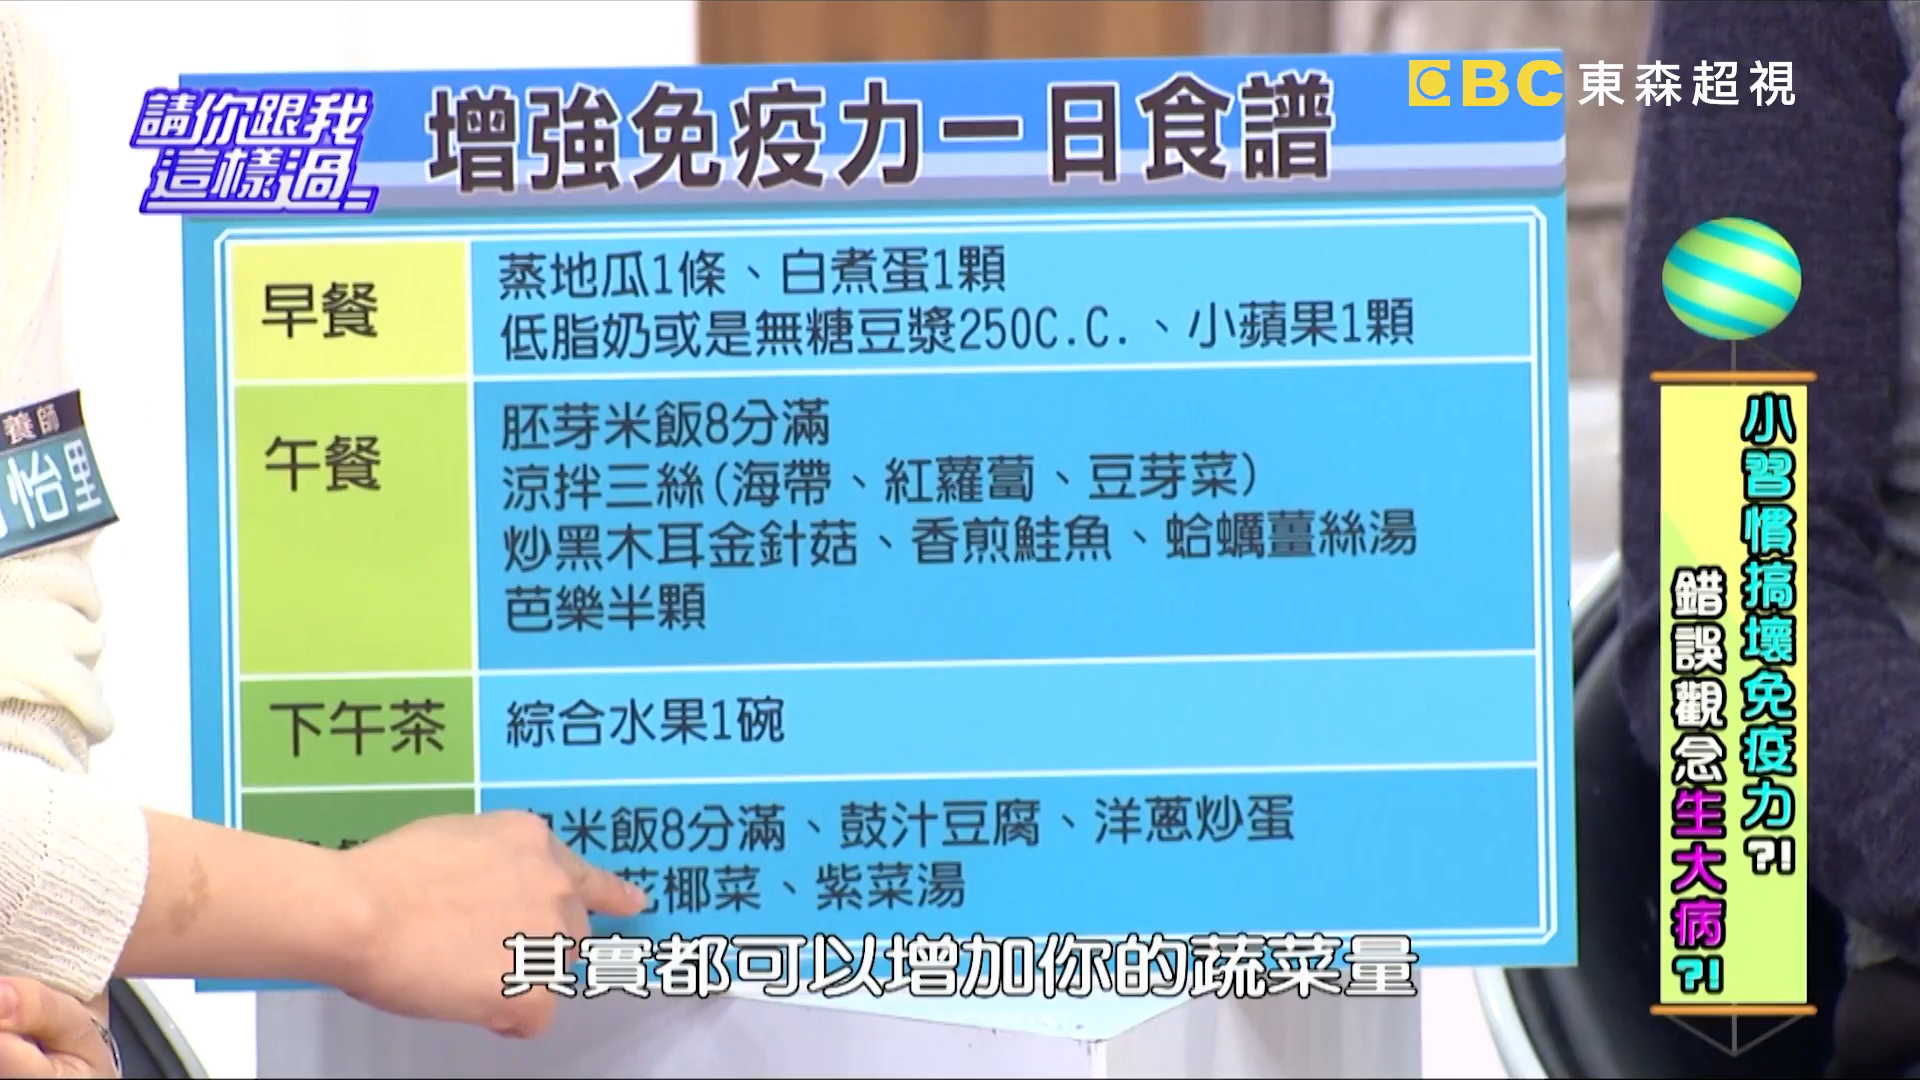 EBC 東森超視
請你跟我
這樣過
增強免疫力一日食譜
早餐
蒸地瓜1條、白煮蛋1顆
低脂奶或是無糖豆漿250C.C.、小蘋果1顆
午餐
胚芽米飯8分滿
涼拌三絲(海帶、紅蘿蔔、豆芽菜)
炒黑木耳金針菇、香煎鮭魚、蛤蠣薑絲湯
芭樂半顆
下午茶
綜合水果1碗
米飯8分滿、鼓汁豆腐、洋蔥炒蛋
花椰菜、紫菜湯
養師
怡里
小習慣搞壞免疫力?!
錯誤觀念生大病?!
其實都可以增加你的蔬菜量